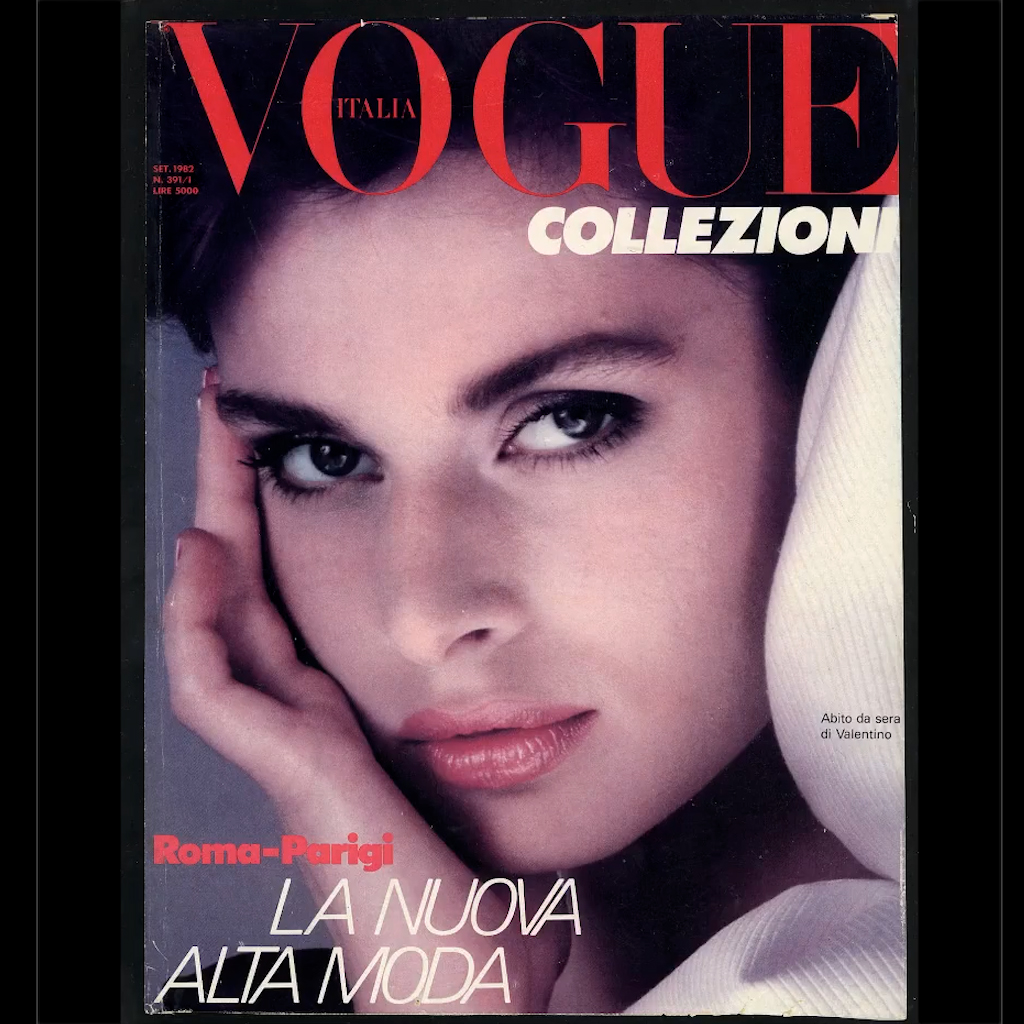 VOGUE
ITALIA
SET. 1982
N. 391/I
LIRE 5000
COLLEZIONI
Abito da sera
di Valentino
Roma-Parigi
LA NUOVA
ALTA MODA